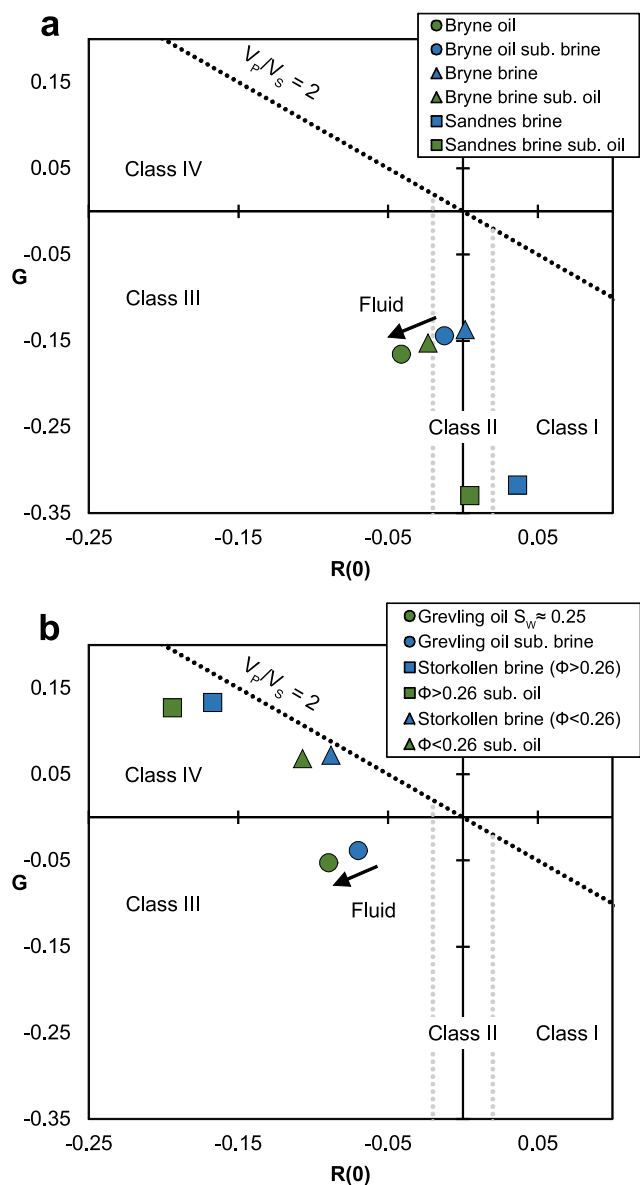 a
Bryne oil
Bryne oil sub. brine
Bryne brine
Bryne brine sub. oil
Sandnes brine
Sandnes brine sub. oil
V_P/V_S = 2
0.15
Class IV
0.05
-0.05
G
Class III
Fluid
-0.15
-0.25
Class II
Class I
-0.35
-0.25
-0.15
-0.05
0.05
R(0)
b
Grevling oil S_W≈ 0.25
Grevling oil sub. brine
Storkollen brine (Φ>0.26)
Φ>0.26 sub. oil
Storkollen brine (Φ<0.26)
Φ<0.26 sub. oil
V_P/V_S = 2
0.15
Class IV
0.05
-0.05
G
Class III
Fluid
-0.15
-0.25
Class II
Class I
-0.35
-0.25
-0.15
-0.05
0.05
R(0)